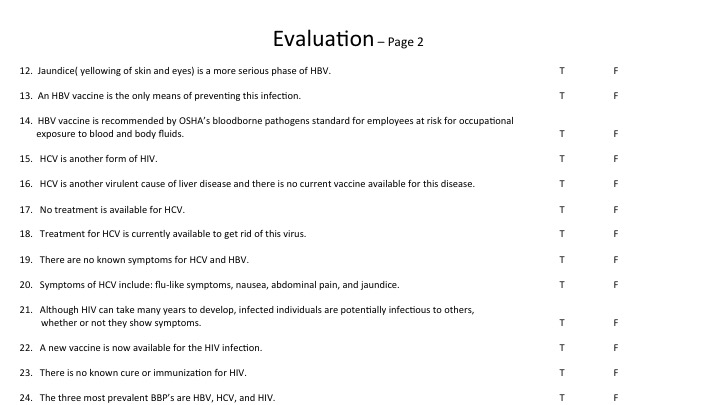 Evaluation – Page 2
12. Jaundice( yellowing of skin and eyes) is a more serious phase of HBV. T F
13. An HBV vaccine is the only means of preventing this infection. T F
14. HBV vaccine is recommended by OSHA's bloodborne pathogens standard for employees at risk for occupational
exposure to blood and body fluids. T F
15. HCV is another form of HIV. T F
16. HCV is another virulent cause of liver disease and there is no current vaccine available for this disease. T F
17. No treatment is available for HCV. T F
18. Treatment for HCV is currently available to get rid of this virus. T F
19. There are no known symptoms for HCV and HBV. T F
20. Symptoms of HCV include: flu-like symptoms, nausea, abdominal pain, and jaundice. T F
21. Although HIV can take many years to develop, infected individuals are potentially infectious to others,
whether or not they show symptoms. T F
22. A new vaccine is now available for the HIV infection. T F
23. There is no known cure or immunization for HIV. T F
24. The three most prevalent BBP's are HBV, HCV, and HIV. T F